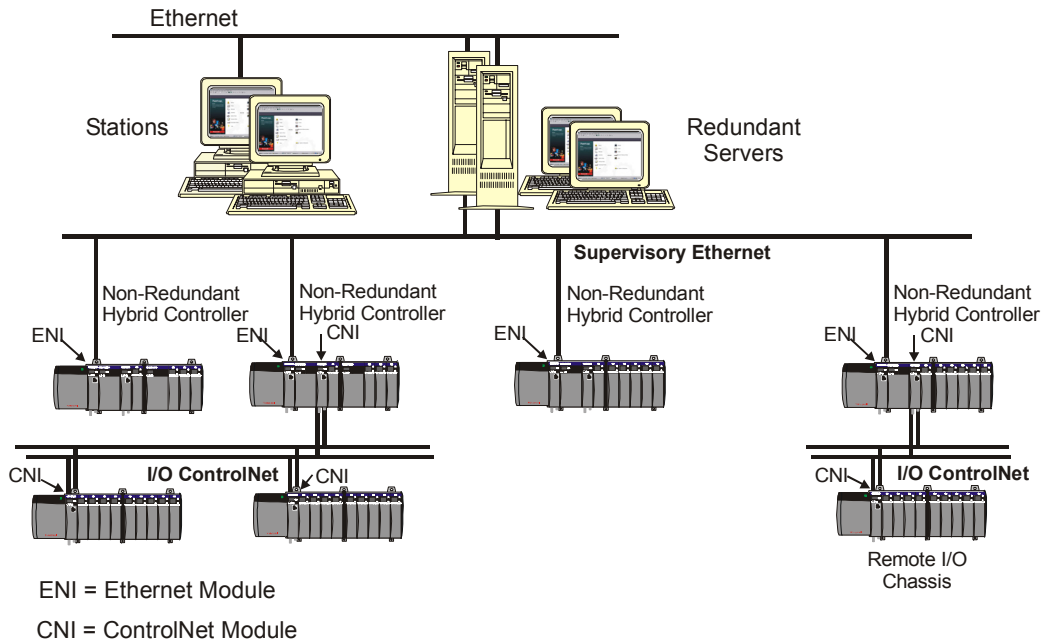 Ethernet
Stations
Redundant
Servers
Supervisory Ethernet
Non-Redundant
Hybrid Controller
ENI
Non-Redundant
Hybrid Controller
ENI
CNI
Non-Redundant
Hybrid Controller
ENI
Non-Redundant
Hybrid Controller
ENI
CNI
CNI
I/O ControlNet
CNI
CNI
I/O ControlNet
Remote I/O
Chassis
ENI = Ethernet Module
CNI = ControlNet Module